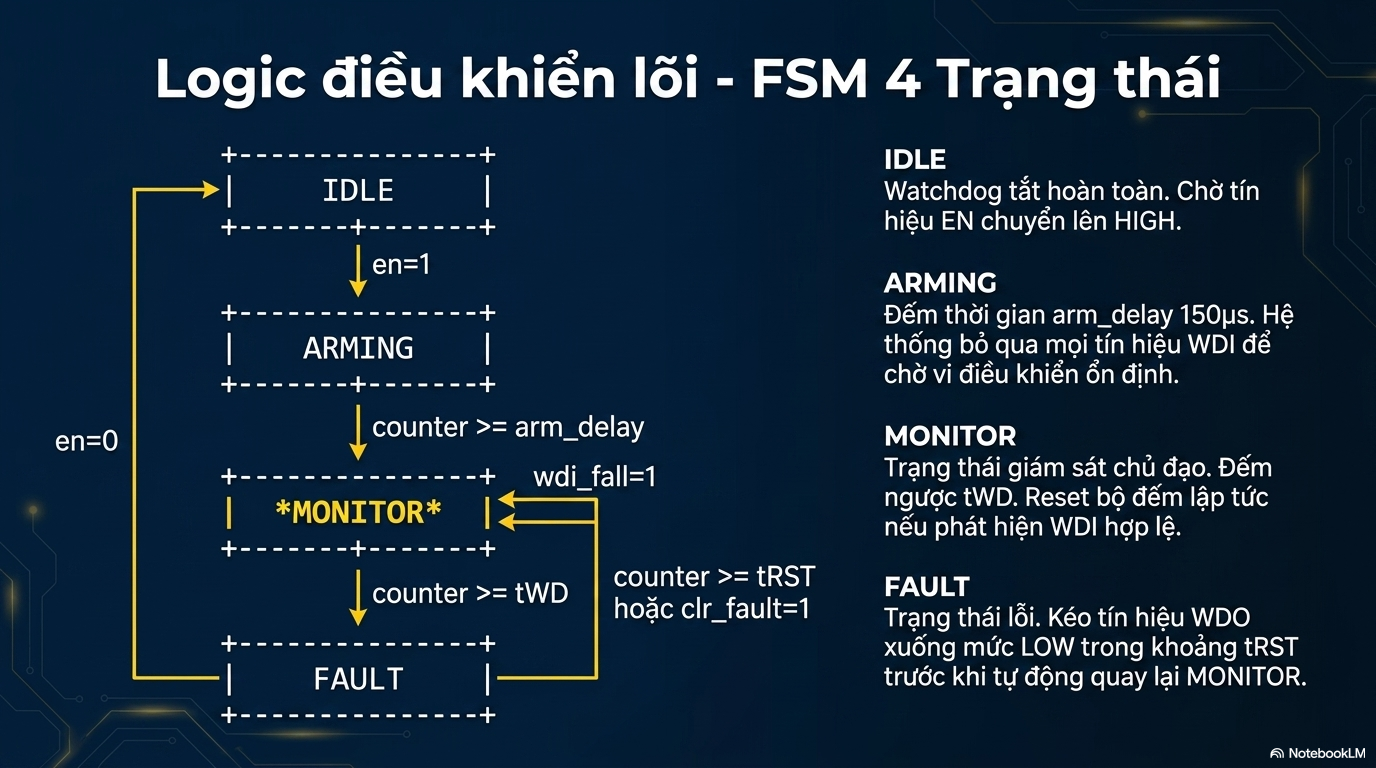 Logic điều khiển lõi - FSM 4 Trạng thái
+---------------+
| IDLE |
+-------+-------+
en=1
+---------------+
| ARMING |
+-------+-------+
counter >= arm_delay
en=0
wdi_fall=1
+---------------+
| *MONITOR* |
+-------+-------+
counter >= tWD
counter >= tRST
hoặc clr_fault=1
+---------------+
| FAULT |
+---------------+
IDLE
Watchdog tắt hoàn toàn. Chờ tín
hiệu EN chuyển lên HIGH.
ARMING
Đếm thời gian arm_delay 150µs. Hệ
thống bỏ qua mọi tín hiệu WDI để
chờ vi điều khiển ổn định.
MONITOR
Trạng thái giám sát chủ đạo. Đếm
ngược tWD. Reset bộ đếm lập tức
nếu phát hiện WDI hợp lệ.
FAULT
Trạng thái lỗi. Kéo tín hiệu WDO
xuống mức LOW trong khoảng tRST
trước khi tự động quay lại MONITOR.
NotebookLM